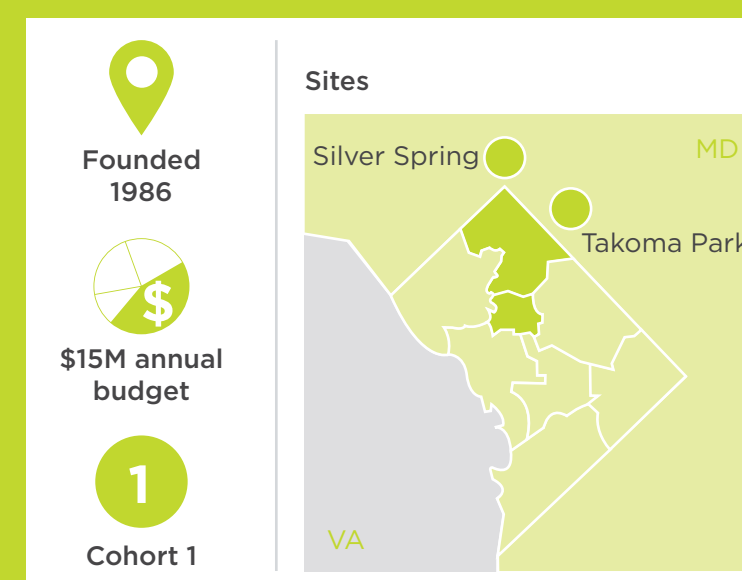 Founded
1986
$
$15M annual
budget
1
Cohort 1
Sites
Silver Spring
MD
Takoma Park
VA